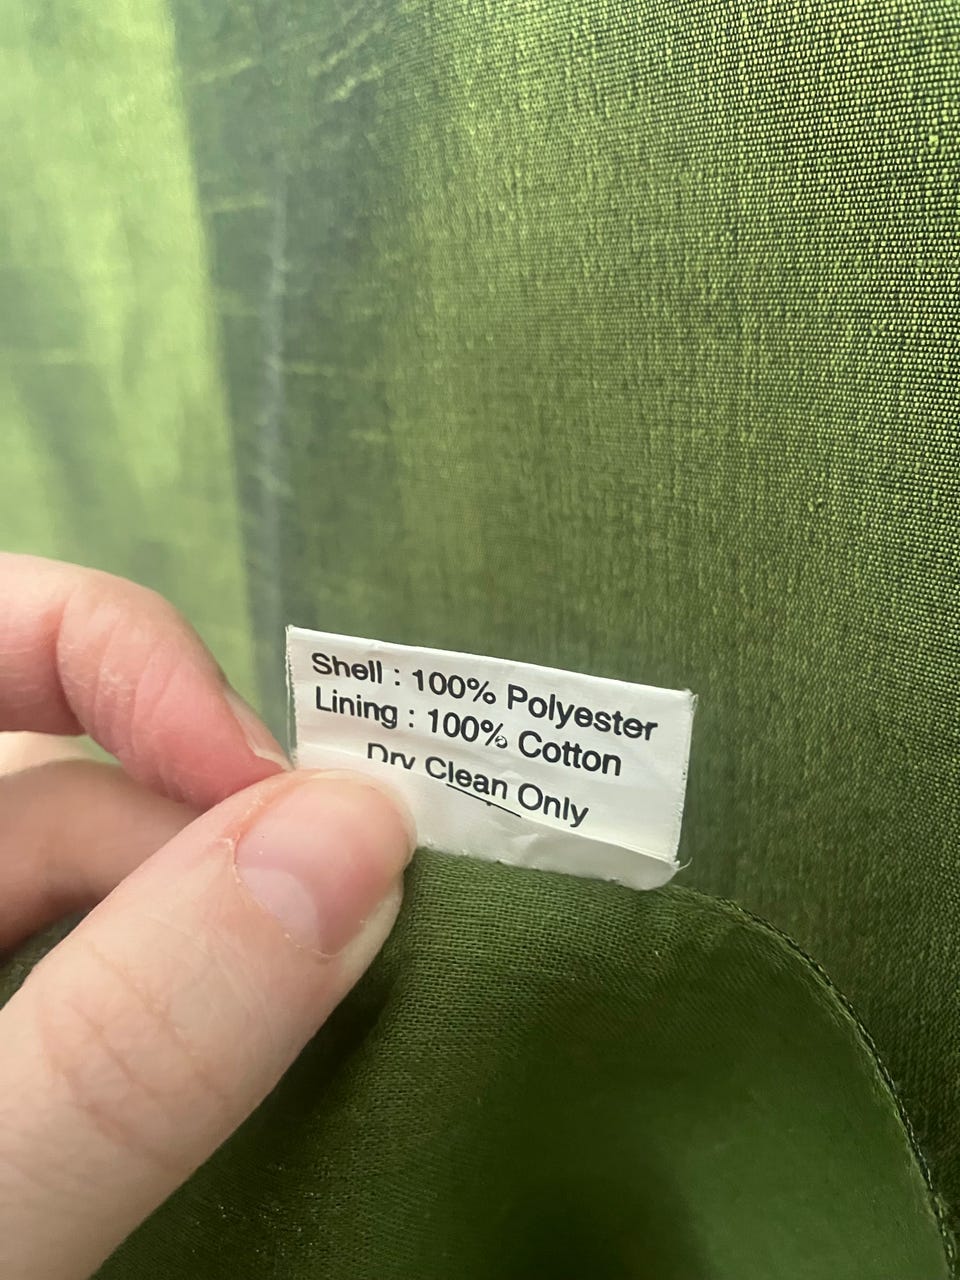 Shell : 100% Polyester
Lining : 100% Cotton
Dry Clean Only